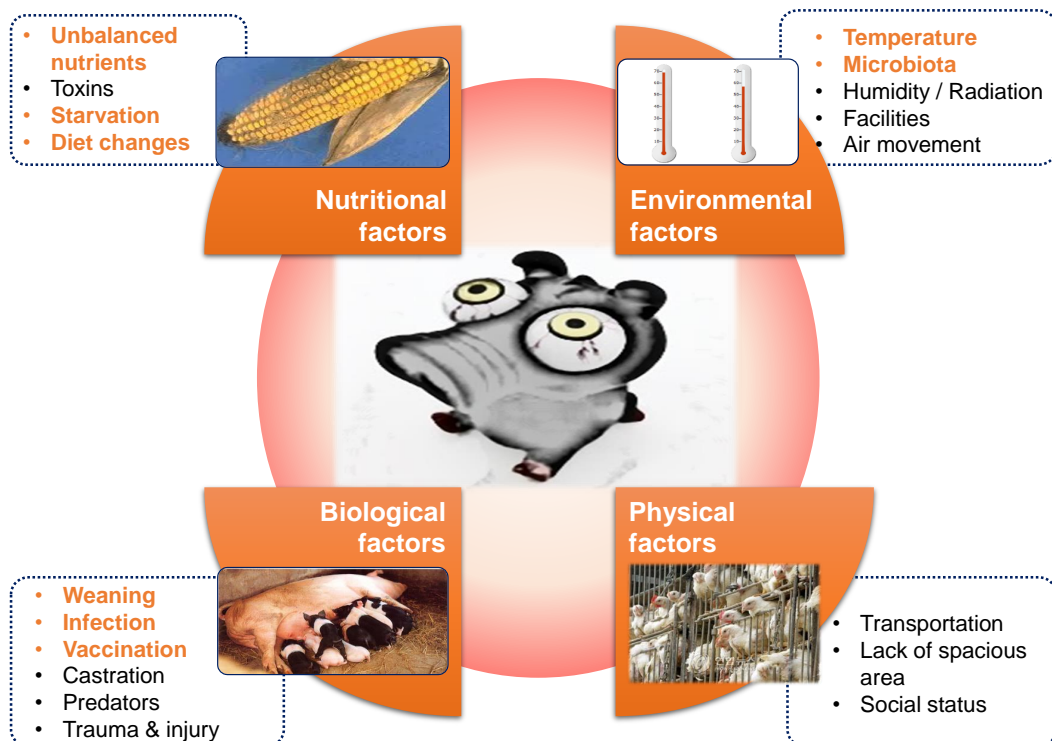 • Unbalanced
nutrients
• Toxins
• Starvation
• Diet changes
Nutritional
factors
• Temperature
• Microbiota
• Humidity / Radiation
• Facilities
• Air movement
Environmental
factors
Biological
factors
• Weaning
• Infection
• Vaccination
• Castration
• Predators
• Trauma & injury
Physical
factors
• Transportation
• Lack of spacious
area
• Social status